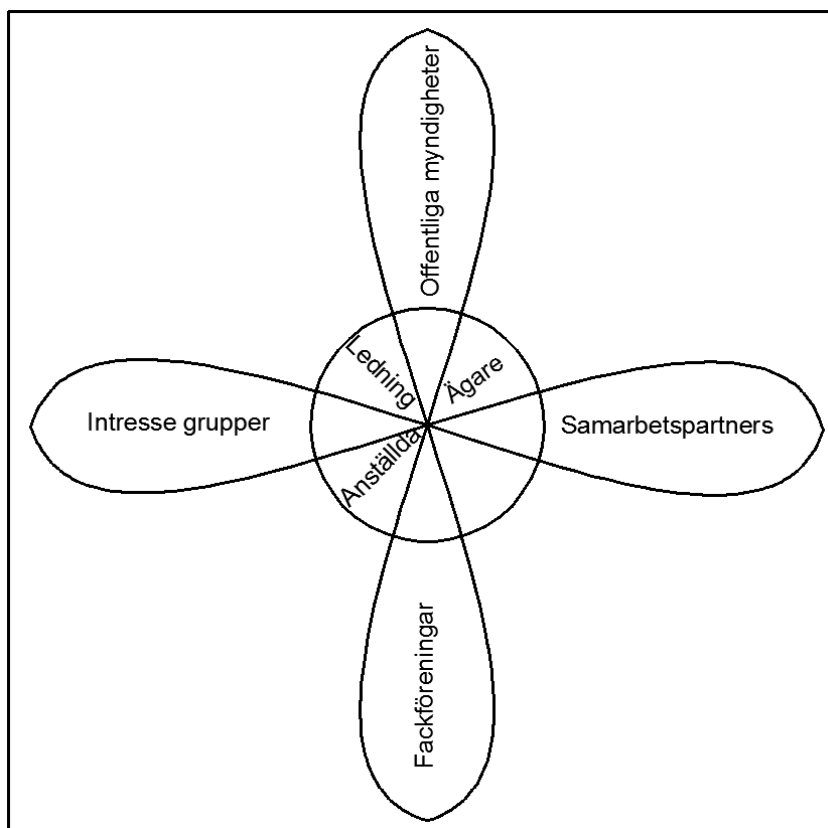 Offentliga myndigheter
Ledning
Ägare
Intresse grupper
Samarbetspartners
Anställda
Fackföreningar